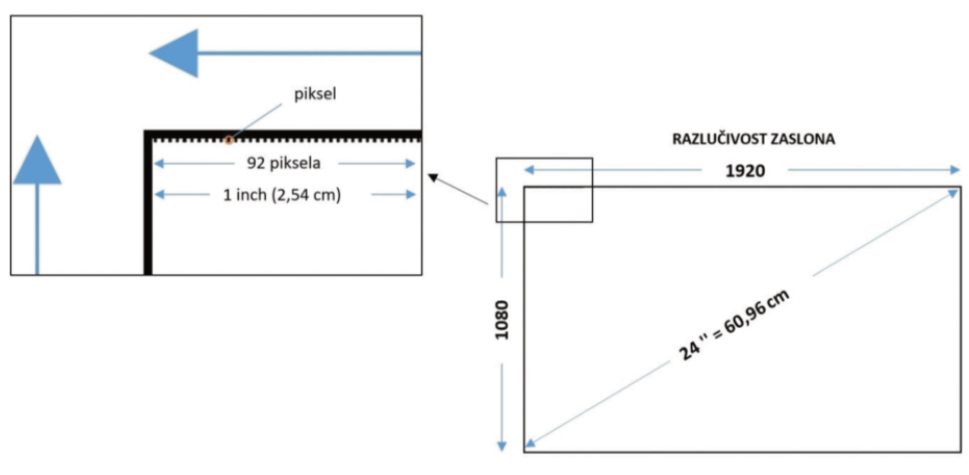 piksel
92 piksela
1 inch (2,54 cm)
RAZLUČIVOST ZASLONA
1920
1080
24 " = 60,96 cm